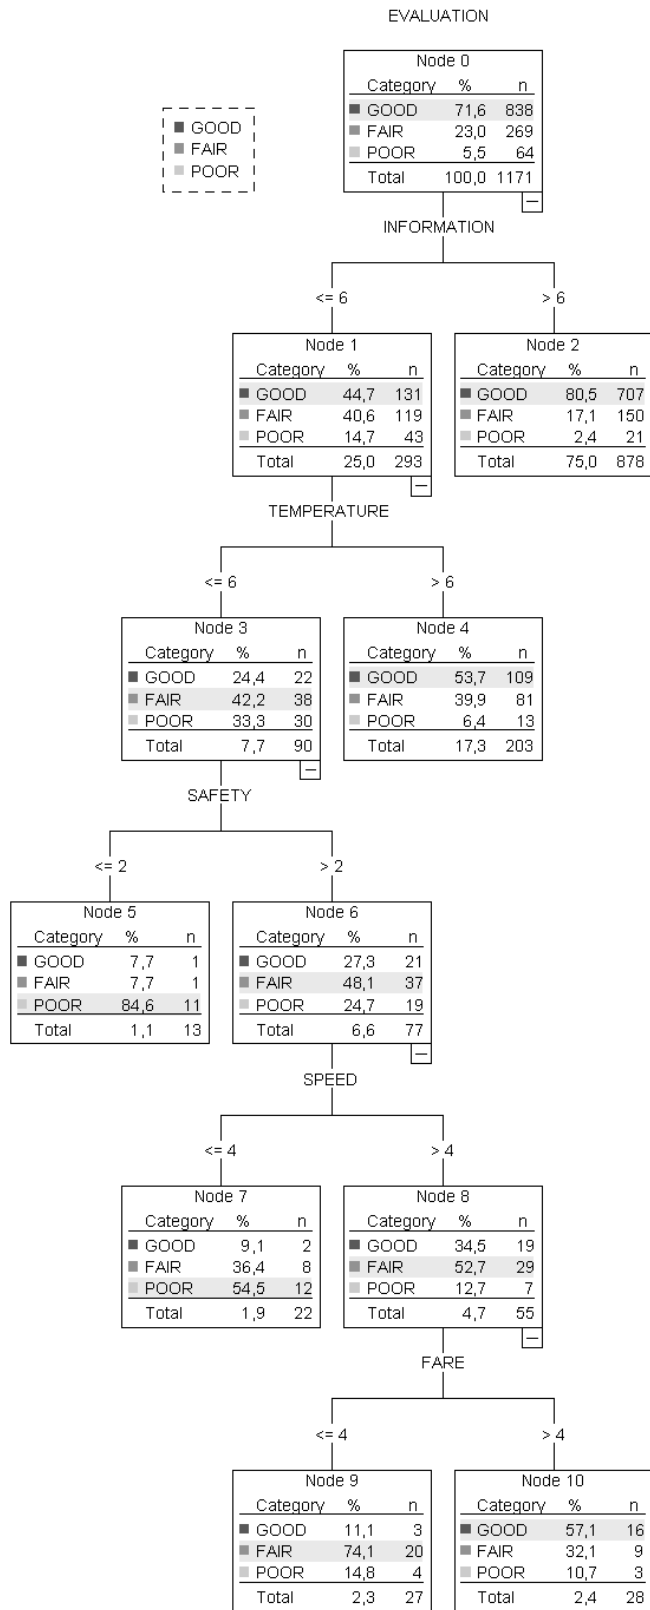 EVALUATION
Node 0
Category % n
GOOD 71,6 838
FAIR 23,0 269
POOR 5,5 64
Total 100,0 1171
GOOD
FAIR
POOR
INFORMATION
<= 6 > 6
Node 1
Category % n
GOOD 44,7 131
FAIR 40,6 119
POOR 14,7 43
Total 25,0 293
Node 2
Category % n
GOOD 80,5 707
FAIR 17,1 150
POOR 2,4 21
Total 75,0 878
TEMPERATURE
<= 6 > 6
Node 3
Category % n
GOOD 24,4 22
FAIR 42,2 38
POOR 33,3 30
Total 7,7 90
Node 4
Category % n
GOOD 53,7 109
FAIR 39,9 81
POOR 6,4 13
Total 17,3 203
SAFETY
<= 2 > 2
Node 5
Category % n
GOOD 7,7 1
FAIR 7,7 1
POOR 84,6 11
Total 1,1 13
Node 6
Category % n
GOOD 27,3 21
FAIR 48,1 37
POOR 24,7 19
Total 6,6 77
SPEED
<= 4 > 4
Node 7
Category % n
GOOD 9,1 2
FAIR 36,4 8
POOR 54,5 12
Total 1,9 22
Node 8
Category % n
GOOD 34,5 19
FAIR 52,7 29
POOR 12,7 7
Total 4,7 55
FARE
<= 4 > 4
Node 9
Category % n
GOOD 11,1 3
FAIR 74,1 20
POOR 14,8 4
Total 2,3 27
Node 10
Category % n
GOOD 57,1 16
FAIR 32,1 9
POOR 10,7 3
Total 2,4 28